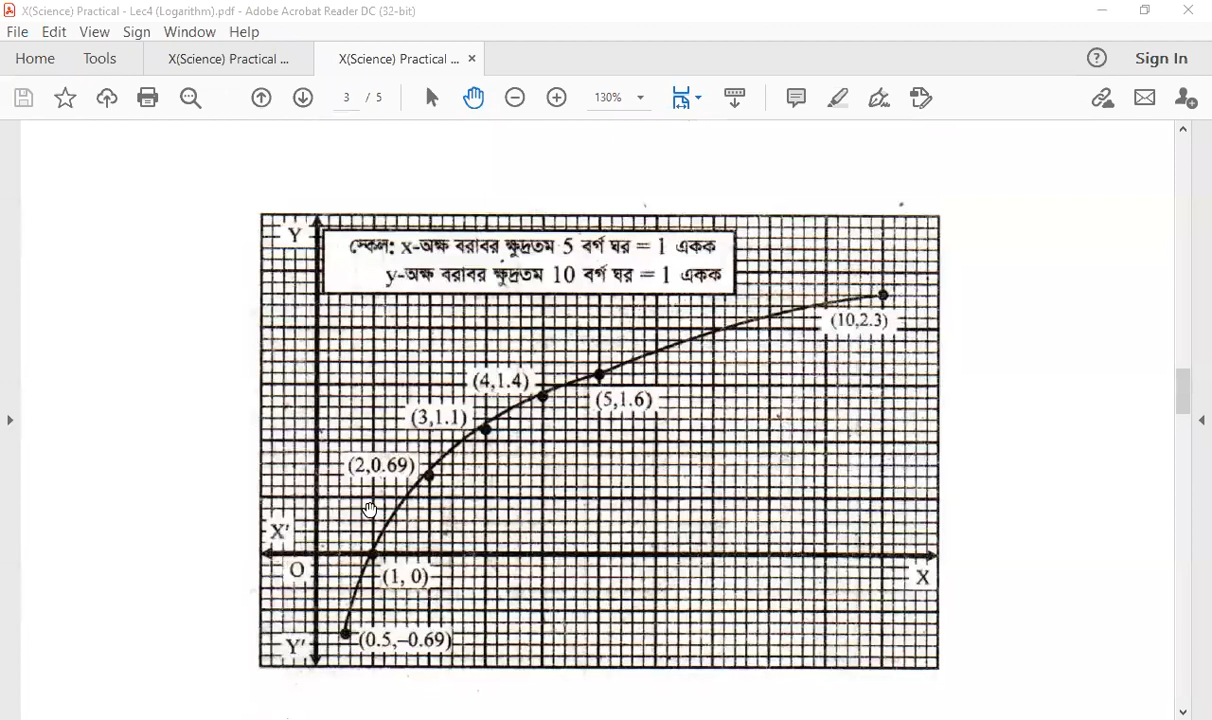 X(Science) Practical - Lec4 (Logarithm).pdf - Adobe Acrobat Reader DC (32-bit)
File Edit View Sign Window Help
Home Tools X(Science) Practical ... X(Science) Practical ... × ? Sign In
3 / 5 130%
Y
স্কেল: x-অক্ষ বরাবর ক্ষুদ্রতম 5 বর্গ ঘর = 1 একক
y-অক্ষ বরাবর ক্ষুদ্রতম 10 বর্গ ঘর = 1 একক
(10,2.3)
(4,1.4)
(5,1.6)
(3,1.1)
(2,0.69)
X′
O
(1, 0)
X
Y′
(0.5,–0.69)